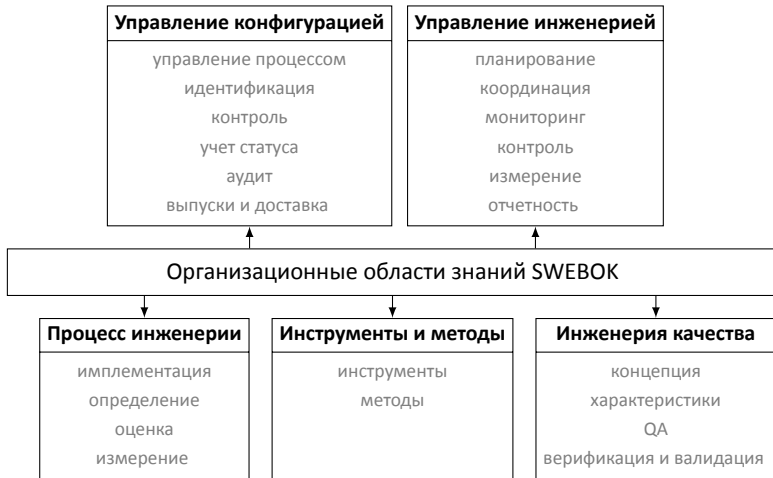 Управление конфигурацией
управление процессом
идентификация
контроль
учет статуса
аудит
выпуски и доставка
Управление инженерией
планирование
координация
мониторинг
контроль
измерение
отчетность
Организационные области знаний SWEBOK
Процесс инженерии
имплементация
определение
оценка
измерение
Инструменты и методы
инструменты
методы
Инженерия качества
концепция
характеристики
QA
верификация и валидация